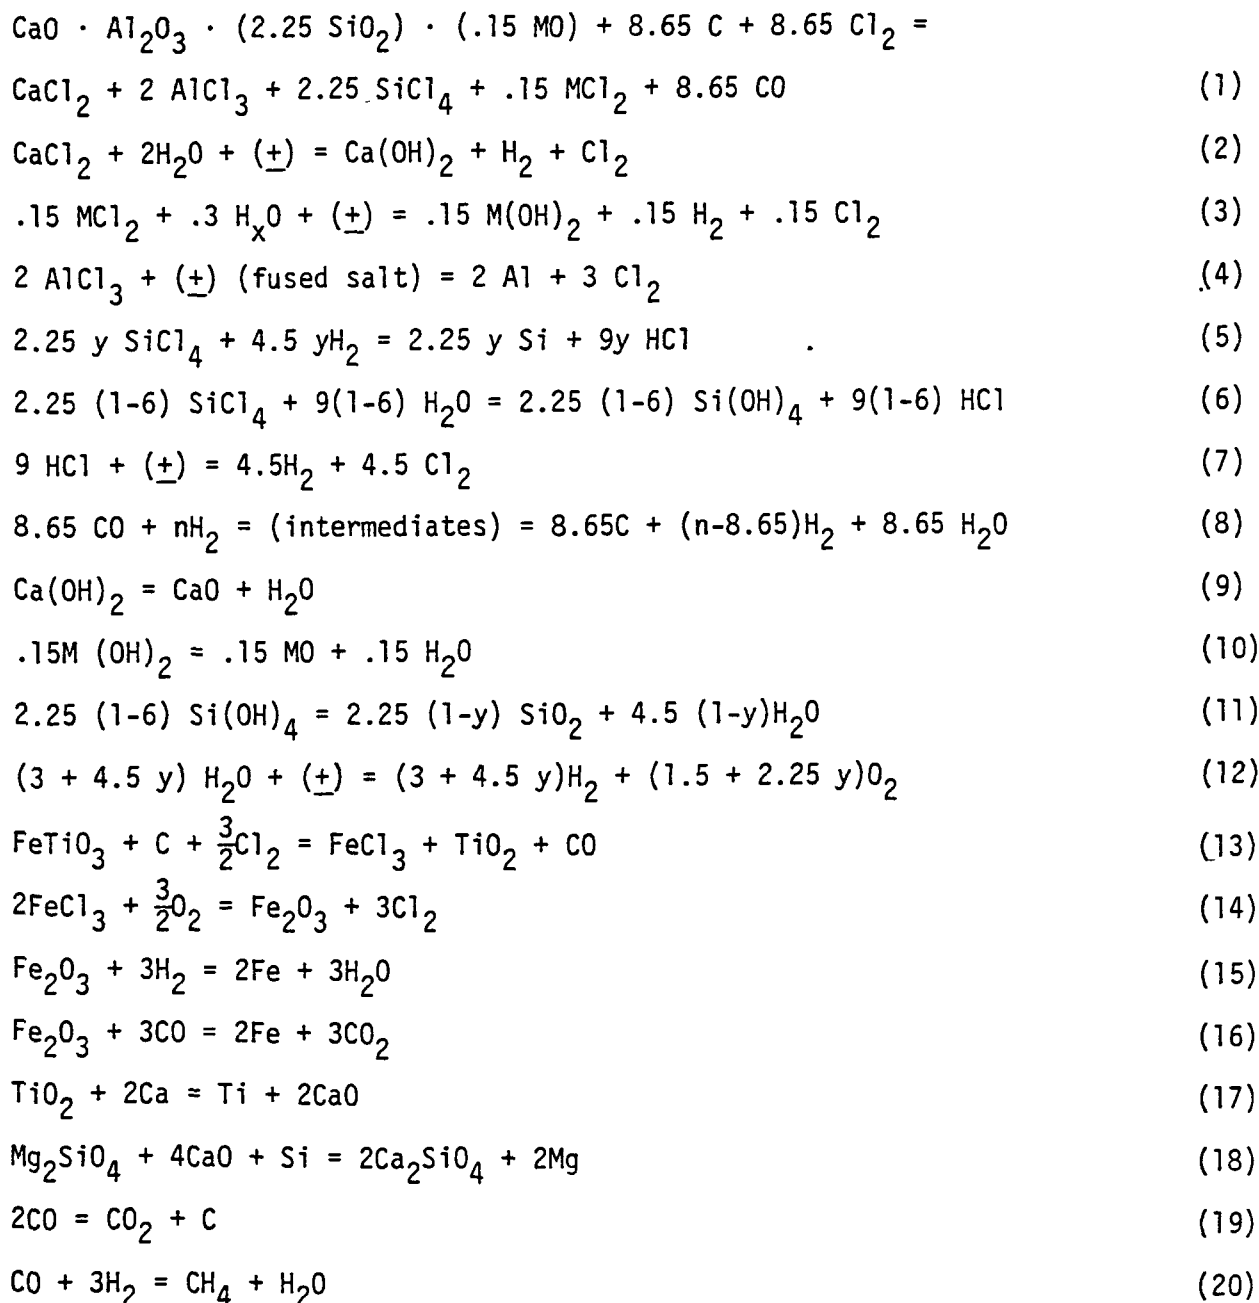 CaO · Al₂O₃ · (2.25 SiO₂) · (.15 MO) + 8.65 C + 8.65 Cl₂ =
CaCl₂ + 2 AlCl₃ + 2.25 SiCl₄ + .15 MCl₂ + 8.65 CO (1)
CaCl₂ + 2H₂O + (±) = Ca(OH)₂ + H₂ + Cl₂ (2)
.15 MCl₂ + .3 HₓO + (±) = .15 M(OH)₂ + .15 H₂ + .15 Cl₂ (3)
2 AlCl₃ + (±) (fused salt) = 2 Al + 3 Cl₂ (4)
2.25 y SiCl₄ + 4.5 yH₂ = 2.25 y Si + 9y HCl (5)
2.25 (1-6) SiCl₄ + 9(1-6) H₂O = 2.25 (1-6) Si(OH)₄ + 9(1-6) HCl (6)
9 HCl + (±) = 4.5H₂ + 4.5 Cl₂ (7)
8.65 CO + nH₂ = (intermediates) = 8.65C + (n-8.65)H₂ + 8.65 H₂O (8)
Ca(OH)₂ = CaO + H₂O (9)
.15M (OH)₂ = .15 MO + .15 H₂O (10)
2.25 (1-6) Si(OH)₄ = 2.25 (1-y) SiO₂ + 4.5 (1-y)H₂O (11)
(3 + 4.5 y) H₂O + (±) = (3 + 4.5 y)H₂ + (1.5 + 2.25 y)O₂ (12)
FeTiO₃ + C + 3/2Cl₂ = FeCl₃ + TiO₂ + CO (13)
2FeCl₃ + 3/2O₂ = Fe₂O₃ + 3Cl₂ (14)
Fe₂O₃ + 3H₂ = 2Fe + 3H₂O (15)
Fe₂O₃ + 3CO = 2Fe + 3CO₂ (16)
TiO₂ + 2Ca = Ti + 2CaO (17)
Mg₂SiO₄ + 4CaO + Si = 2Ca₂SiO₄ + 2Mg (18)
2CO = CO₂ + C (19)
CO + 3H₂ = CH₄ + H₂O (20)